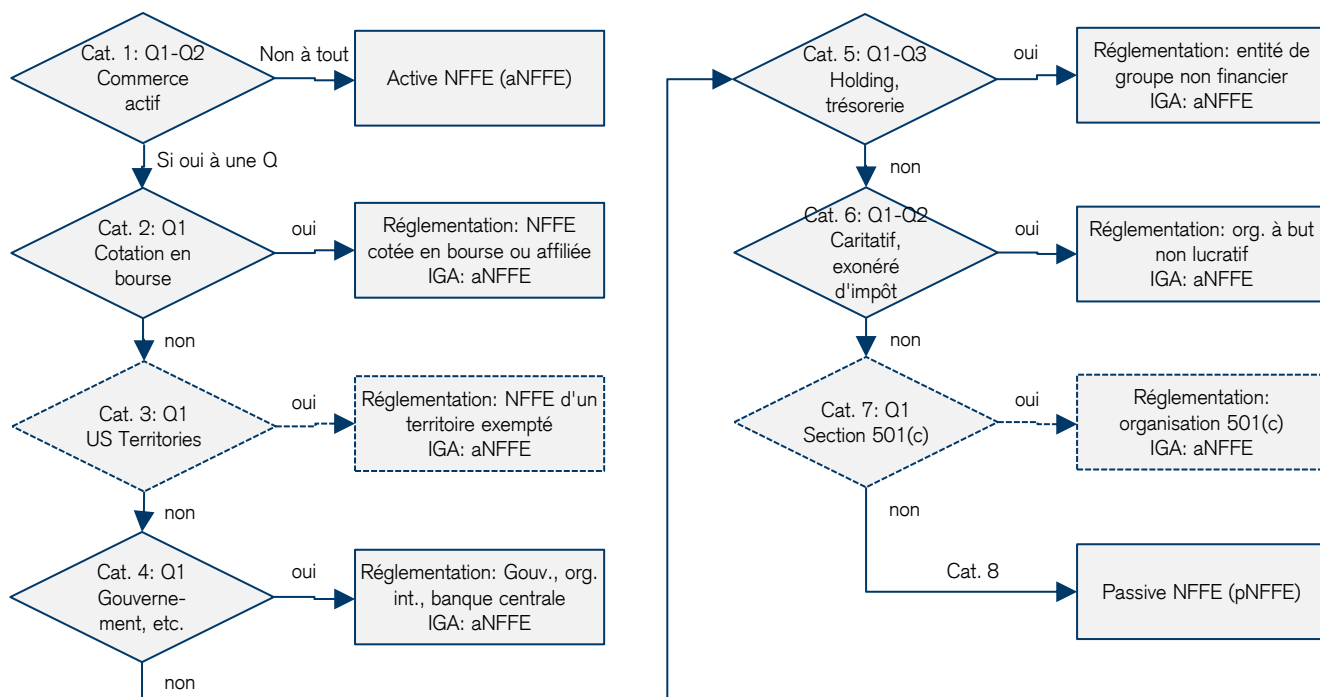 Cat. 1: Q1-Q2
Commerce
actif
Non à tout
Active NFFE (aNFFE)
Si oui à une Q
Cat. 2: Q1
Cotation en
bourse
oui
Réglementation: NFFE
cotée en bourse ou affiliée
IGA: aNFFE
non
Cat. 3: Q1
US Territories
oui
Réglementation: NFFE d'un
territoire exempté
IGA: aNFFE
non
Cat. 4: Q1
Gouverne-
ment, etc.
oui
Réglementation: Gouv., org.
int., banque centrale
IGA: aNFFE
non
Cat. 5: Q1-Q3
Holding,
trésorerie
oui
Réglementation: entité de
groupe non financier
IGA: aNFFE
non
Cat. 6: Q1-Q2
Caritatif,
exonéré
d'impôt
oui
Réglementation: org. à but
non lucratif
IGA: aNFFE
non
Cat. 7: Q1
Section 501(c)
oui
Réglementation:
organisation 501(c)
IGA: aNFFE
non
Cat. 8
Passive NFFE (pNFFE)